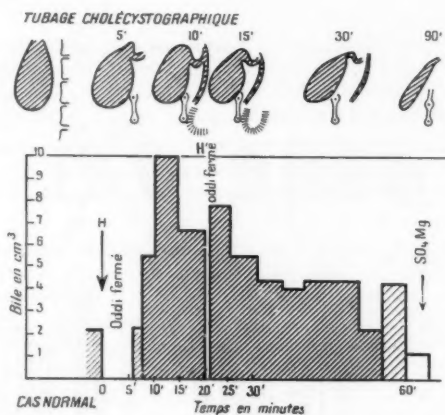 TUBAGE CHOLÉCYSTOGRAPHIQUE
5' 10' 15' 30' 90'
Bile en cm³
10
9
8
7
6
5
4
3
2
1
H
Oddi fermé
H'
oddi fermé
SO₄Mg
0 5' 10' 15' 20' 25' 30' 60'
CAS NORMAL Temps en minutes